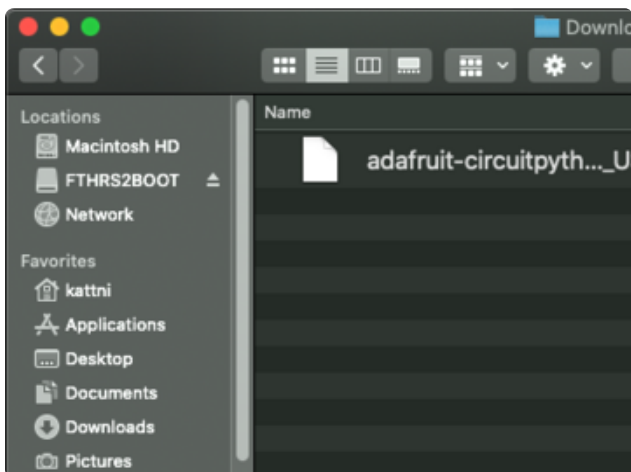 Downlo
Locations
Macintosh HD
FTHRS2BOOT
Network
Favorites
kattni
Applications
Desktop
Documents
Downloads
Pictures
Name
adafruit-circuitpyth..._U